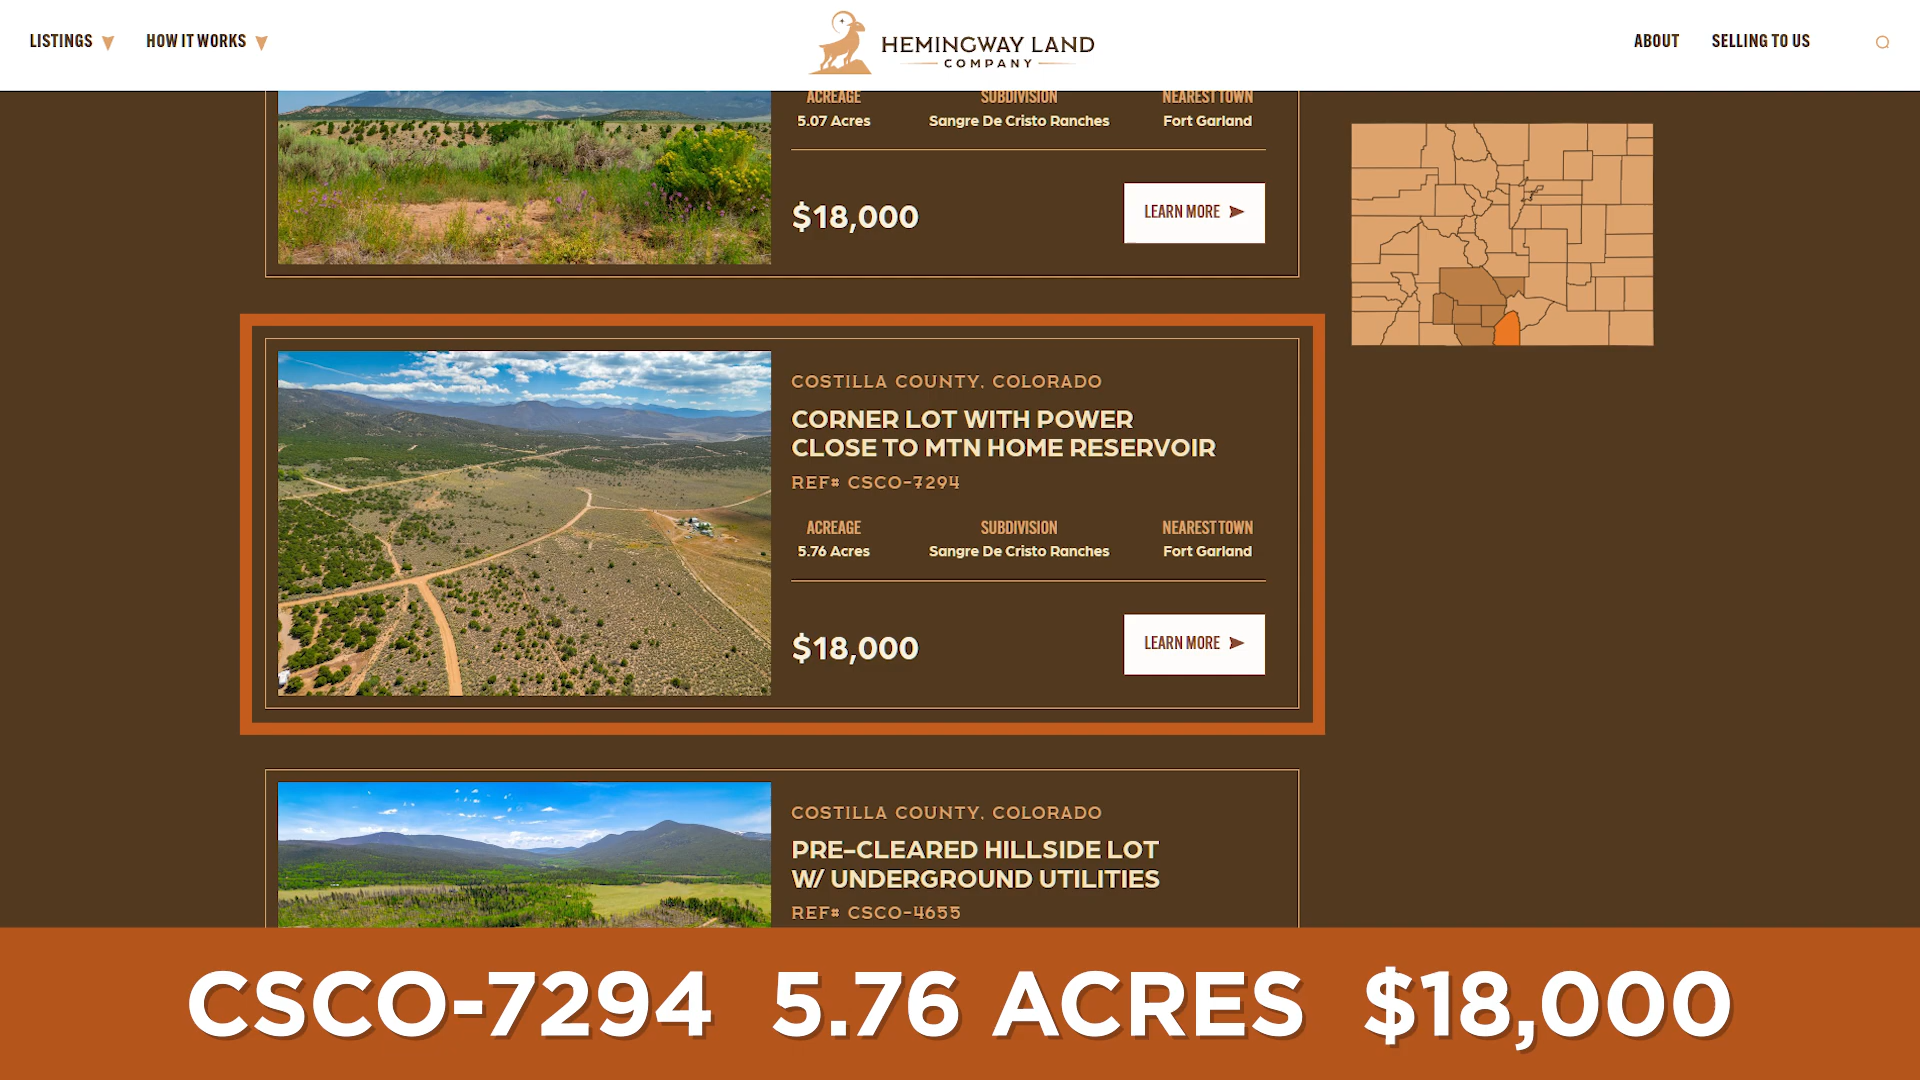 LISTINGS
HOW IT WORKS
HEMINGWAY LAND
COMPANY
ABOUT
SELLING TO US
ACREAGE
SUBDIVISION
NEAREST TOWN
5.07 Acres
Sangre De Cristo Ranches
Fort Garland
$18,000
LEARN MORE
COSTILLA COUNTY, COLORADO
CORNER LOT WITH POWER
CLOSE TO MTN HOME RESERVOIR
REF# CSCO-7294
ACREAGE
SUBDIVISION
NEAREST TOWN
5.76 Acres
Sangre De Cristo Ranches
Fort Garland
$18,000
LEARN MORE
COSTILLA COUNTY, COLORADO
PRE-CLEARED HILLSIDE LOT
W/ UNDERGROUND UTILITIES
REF# CSCO-4655
CSCO-7294 5.76 ACRES $18,000